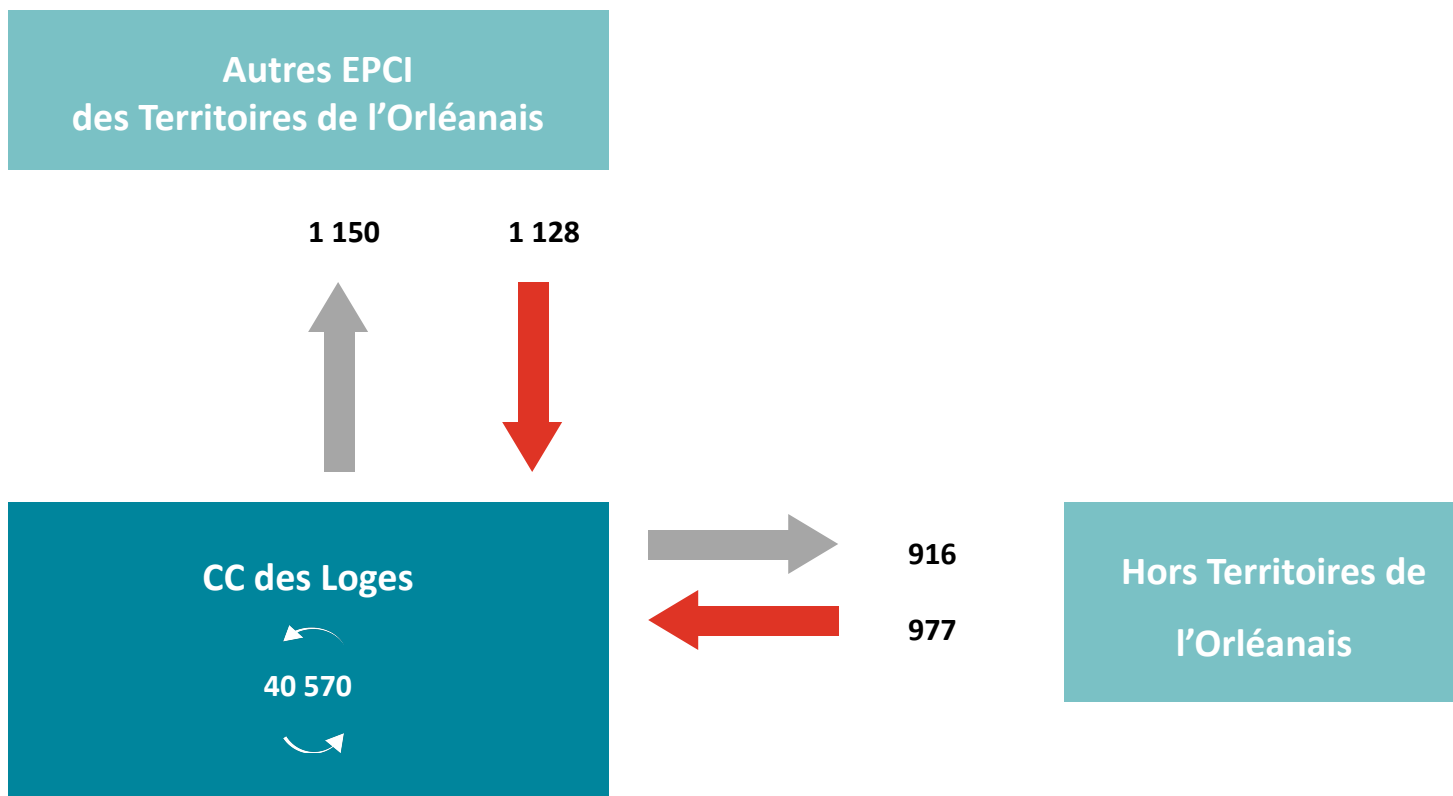 Autres EPCI
des Territoires de l’Orléanais
1 150
1 128
CC des Loges
40 570
916
977
Hors Territoires de
l’Orléanais